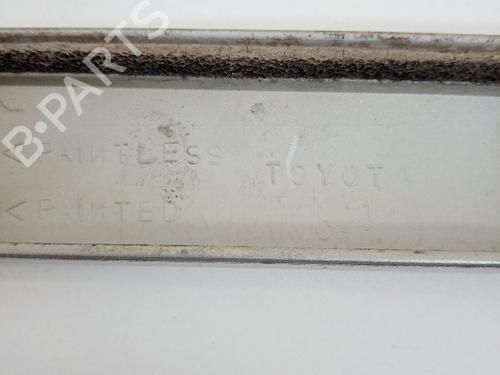 B-PARTS
< PAINTLESS TOYOTA
< PAINTED